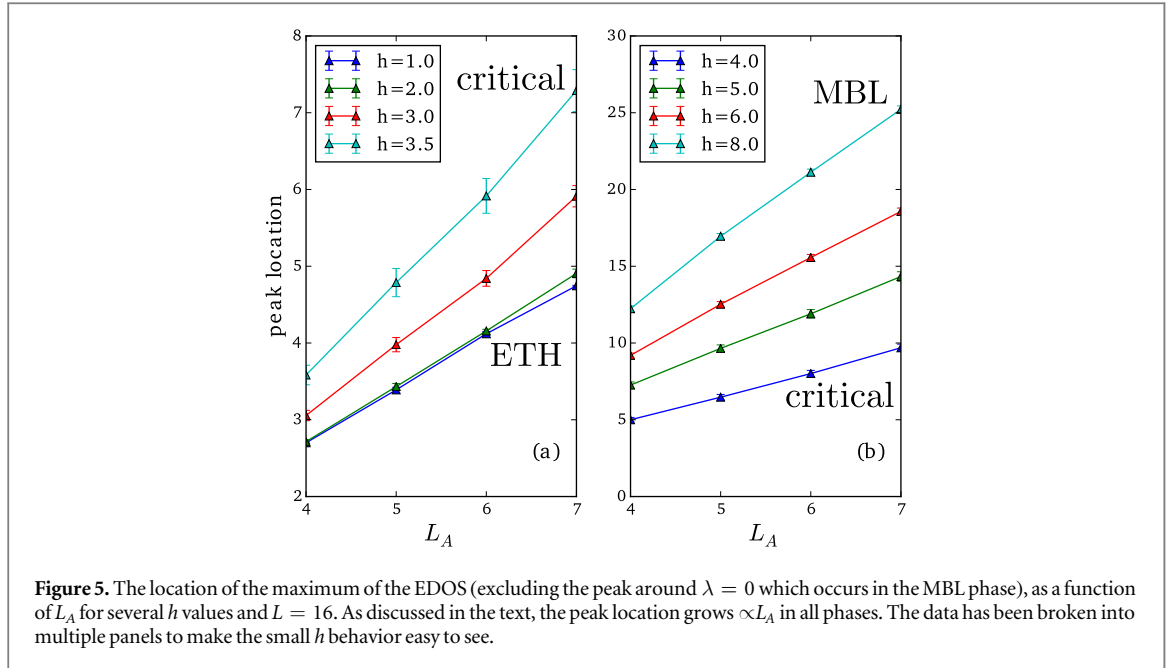 8
7
6
5
4
3
2
peak location
h=1.0
h=2.0
h=3.0
h=3.5
critical
ETH
(a)
4
5
6
7
L_A
30
25
20
15
10
5
0
h=4.0
h=5.0
h=6.0
h=8.0
MBL
critical
(b)
4
5
6
7
L_A
Figure 5. The location of the maximum of the EDOS (excluding the peak around λ = 0 which occurs in the MBL phase), as a function
of L_A for several h values and L = 16. As discussed in the text, the peak location grows ∝L_A in all phases. The data has been broken into
multiple panels to make the small h behavior easy to see.